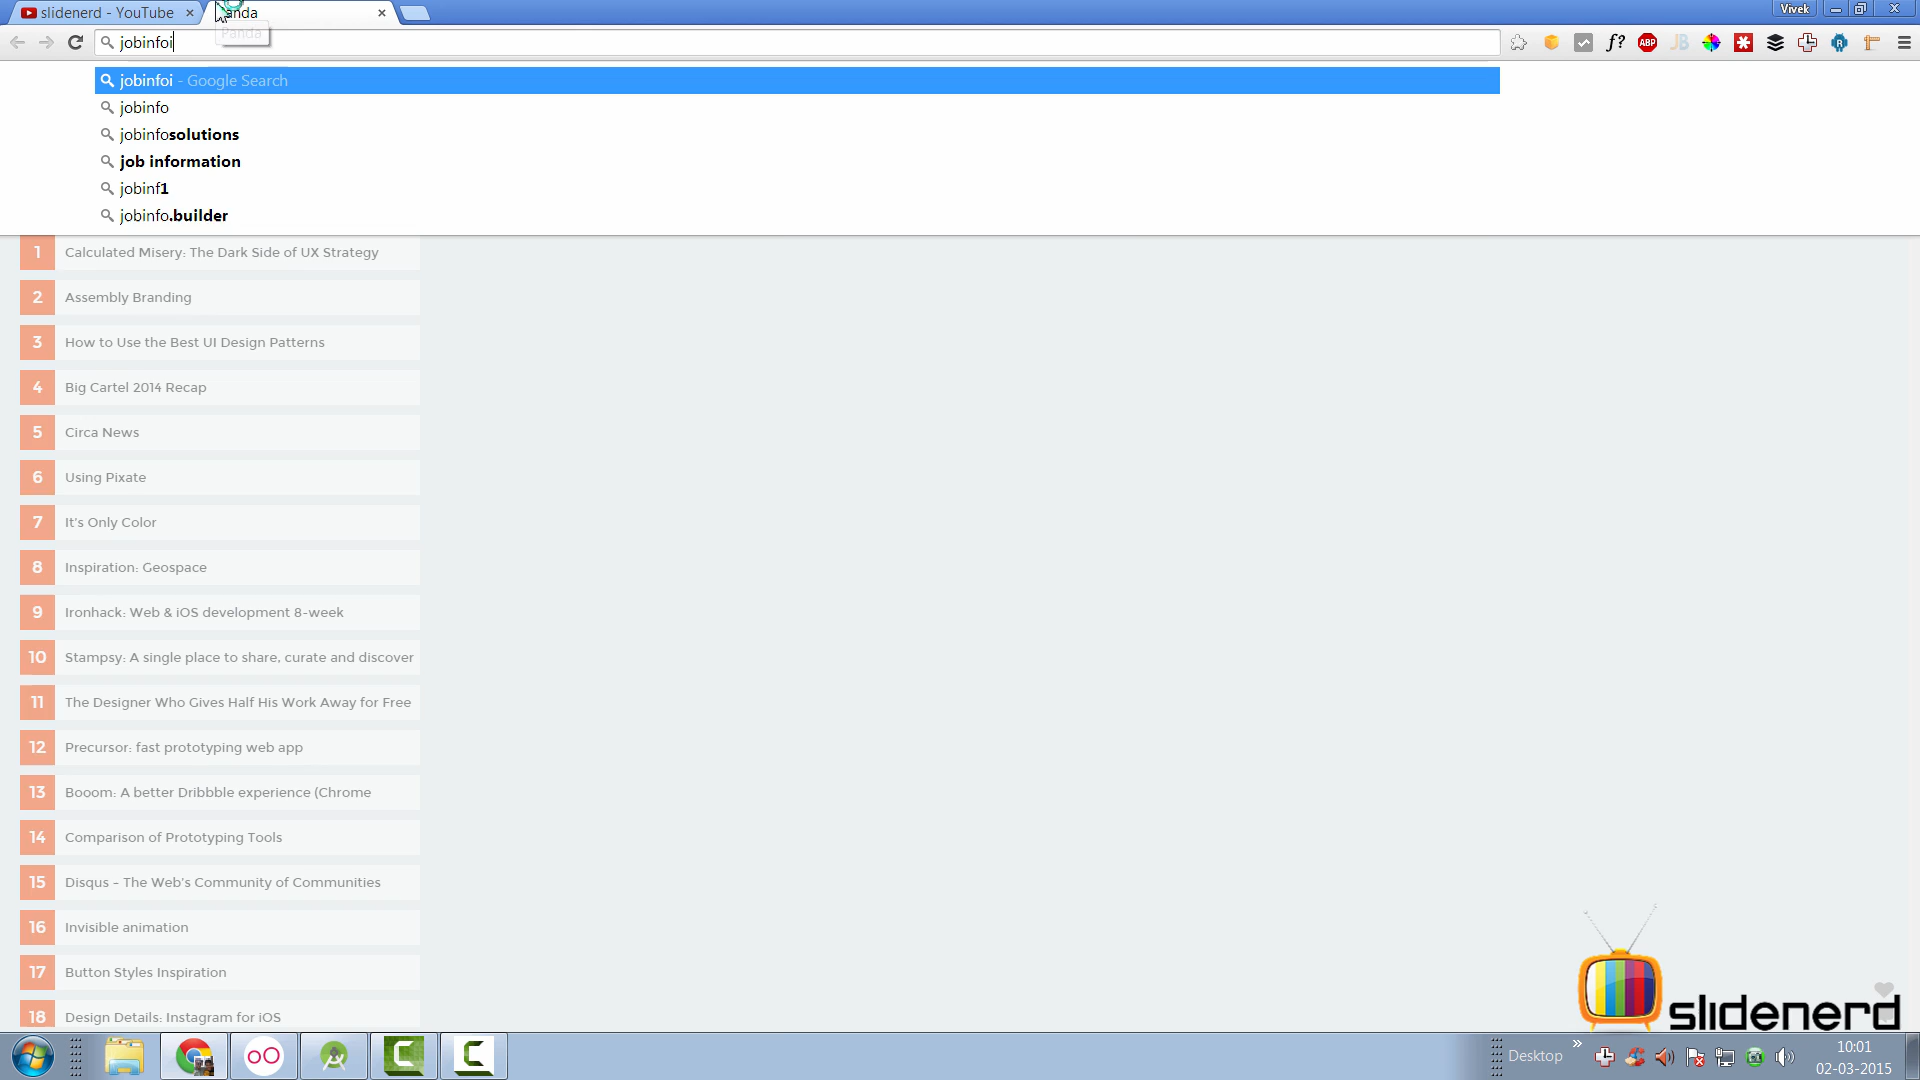 slidenerd - YouTube
Panda
Vivek
jobinfoi
Panda
f?
ABP
JB
jobinfoi - Google Search
jobinfo
jobinfosolutions
job information
jobinf1
jobinfo.builder
1 Calculated Misery: The Dark Side of UX Strategy
2 Assembly Branding
3 How to Use the Best UI Design Patterns
4 Big Cartel 2014 Recap
5 Circa News
6 Using Pixate
7 It's Only Color
8 Inspiration: Geospace
9 Ironhack: Web & iOS development 8-week
10 Stampsy: A single place to share, curate and discover
11 The Designer Who Gives Half His Work Away for Free
12 Precursor: fast prototyping web app
13 Booom: A better Dribbble experience (Chrome
14 Comparison of Prototyping Tools
15 Disqus – The Web's Community of Communities
16 Invisible animation
17 Button Styles Inspiration
18 Design Details: Instagram for iOS
slidenerd
Desktop
10:01
02-03-2015